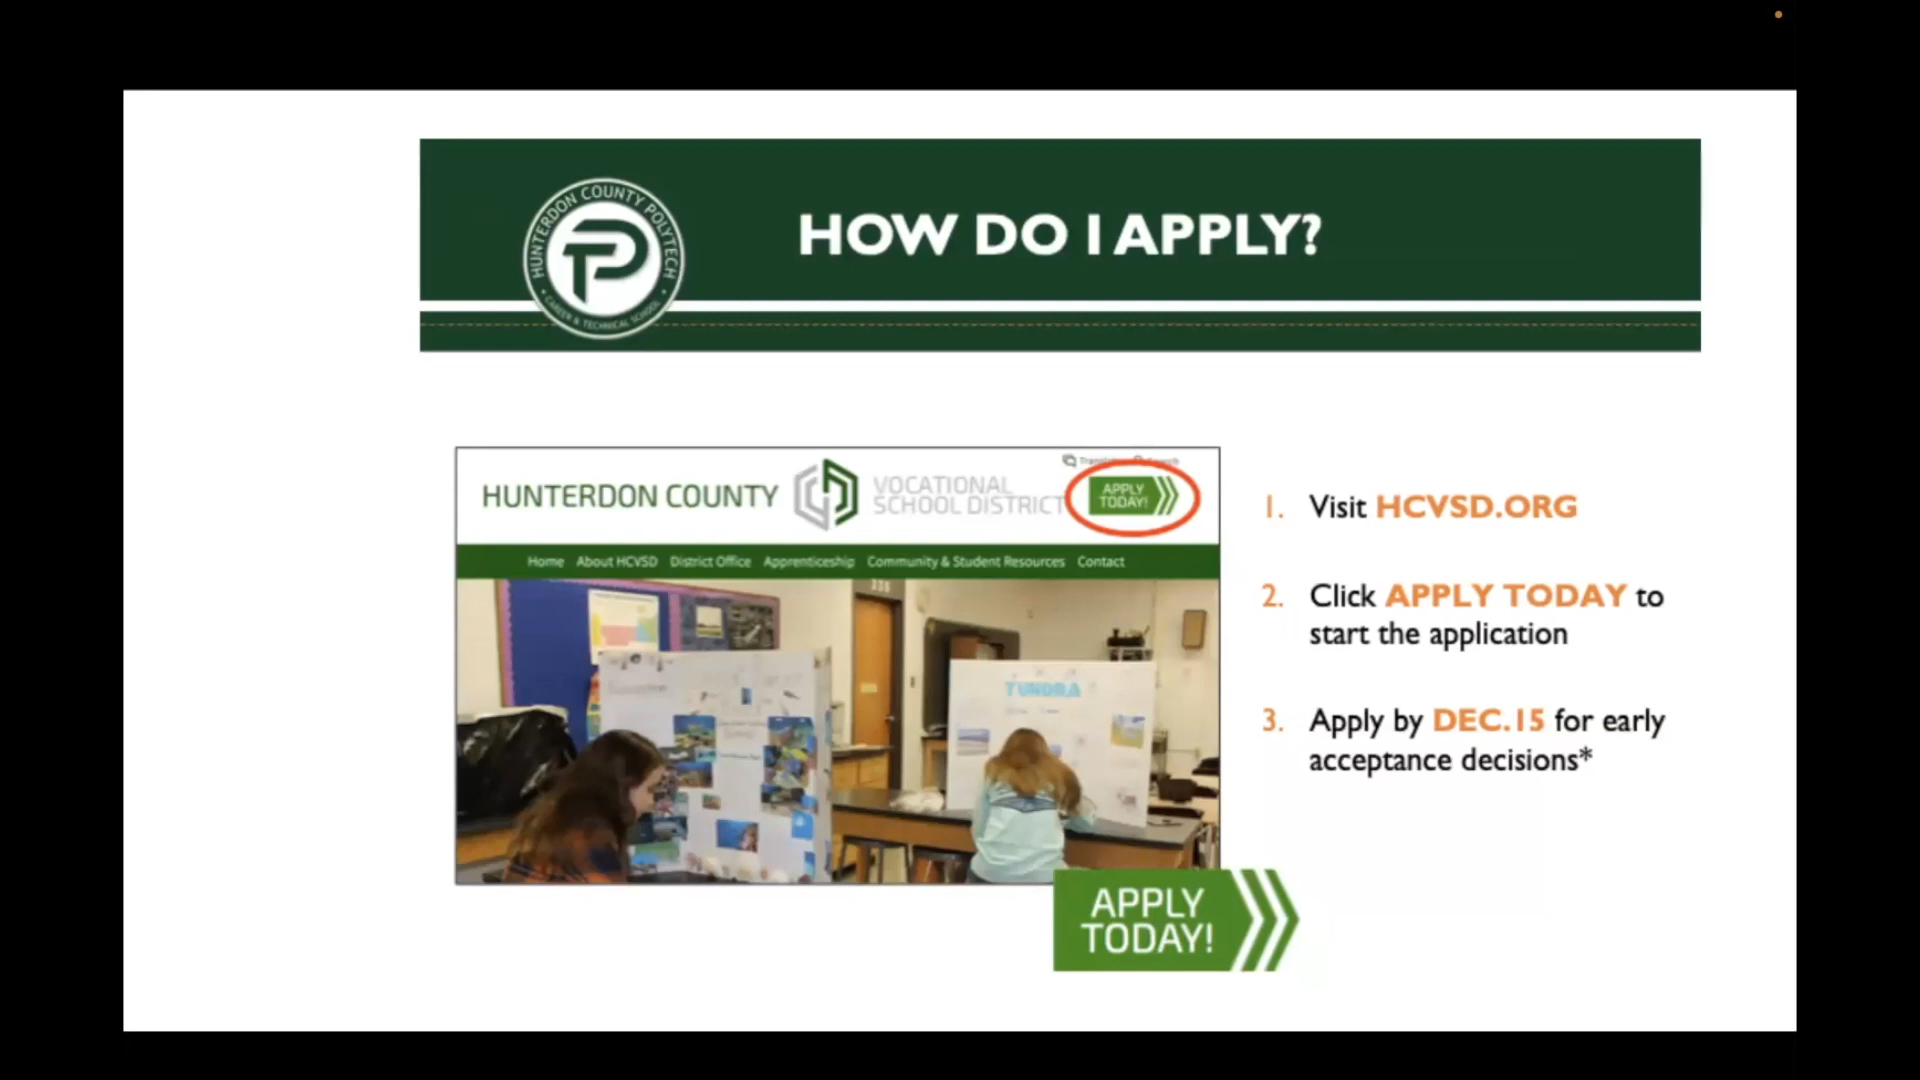 HUNTERDON COUNTY POLYTECH
CAREER & TECHNICAL SCHOOL
HOW DO I APPLY?
HUNTERDON COUNTY
VOCATIONAL
SCHOOL DISTRICT
APPLY
TODAY!
Home About HCVSD District Office Apprenticeship Community & Student Resources Contact
TUNDRA
1. Visit HCVSD.ORG
2. Click APPLY TODAY to
start the application
3. Apply by DEC.15 for early
acceptance decisions*
APPLY
TODAY!